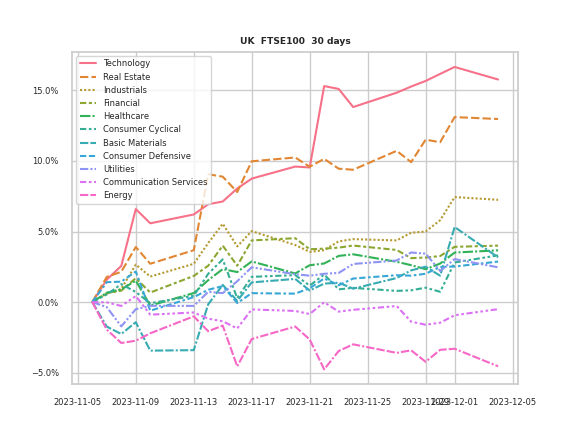 UK FTSE100 30 days
Technology
Real Estate
Industrials
Financial
Healthcare
Consumer Cyclical
Basic Materials
Consumer Defensive
Utilities
Communication Services
Energy
15.0%
10.0%
5.0%
0.0%
−5.0%
2023-11-05
2023-11-09
2023-11-13
2023-11-17
2023-11-21
2023-11-25
2023-11-29
2023-12-01
2023-12-05